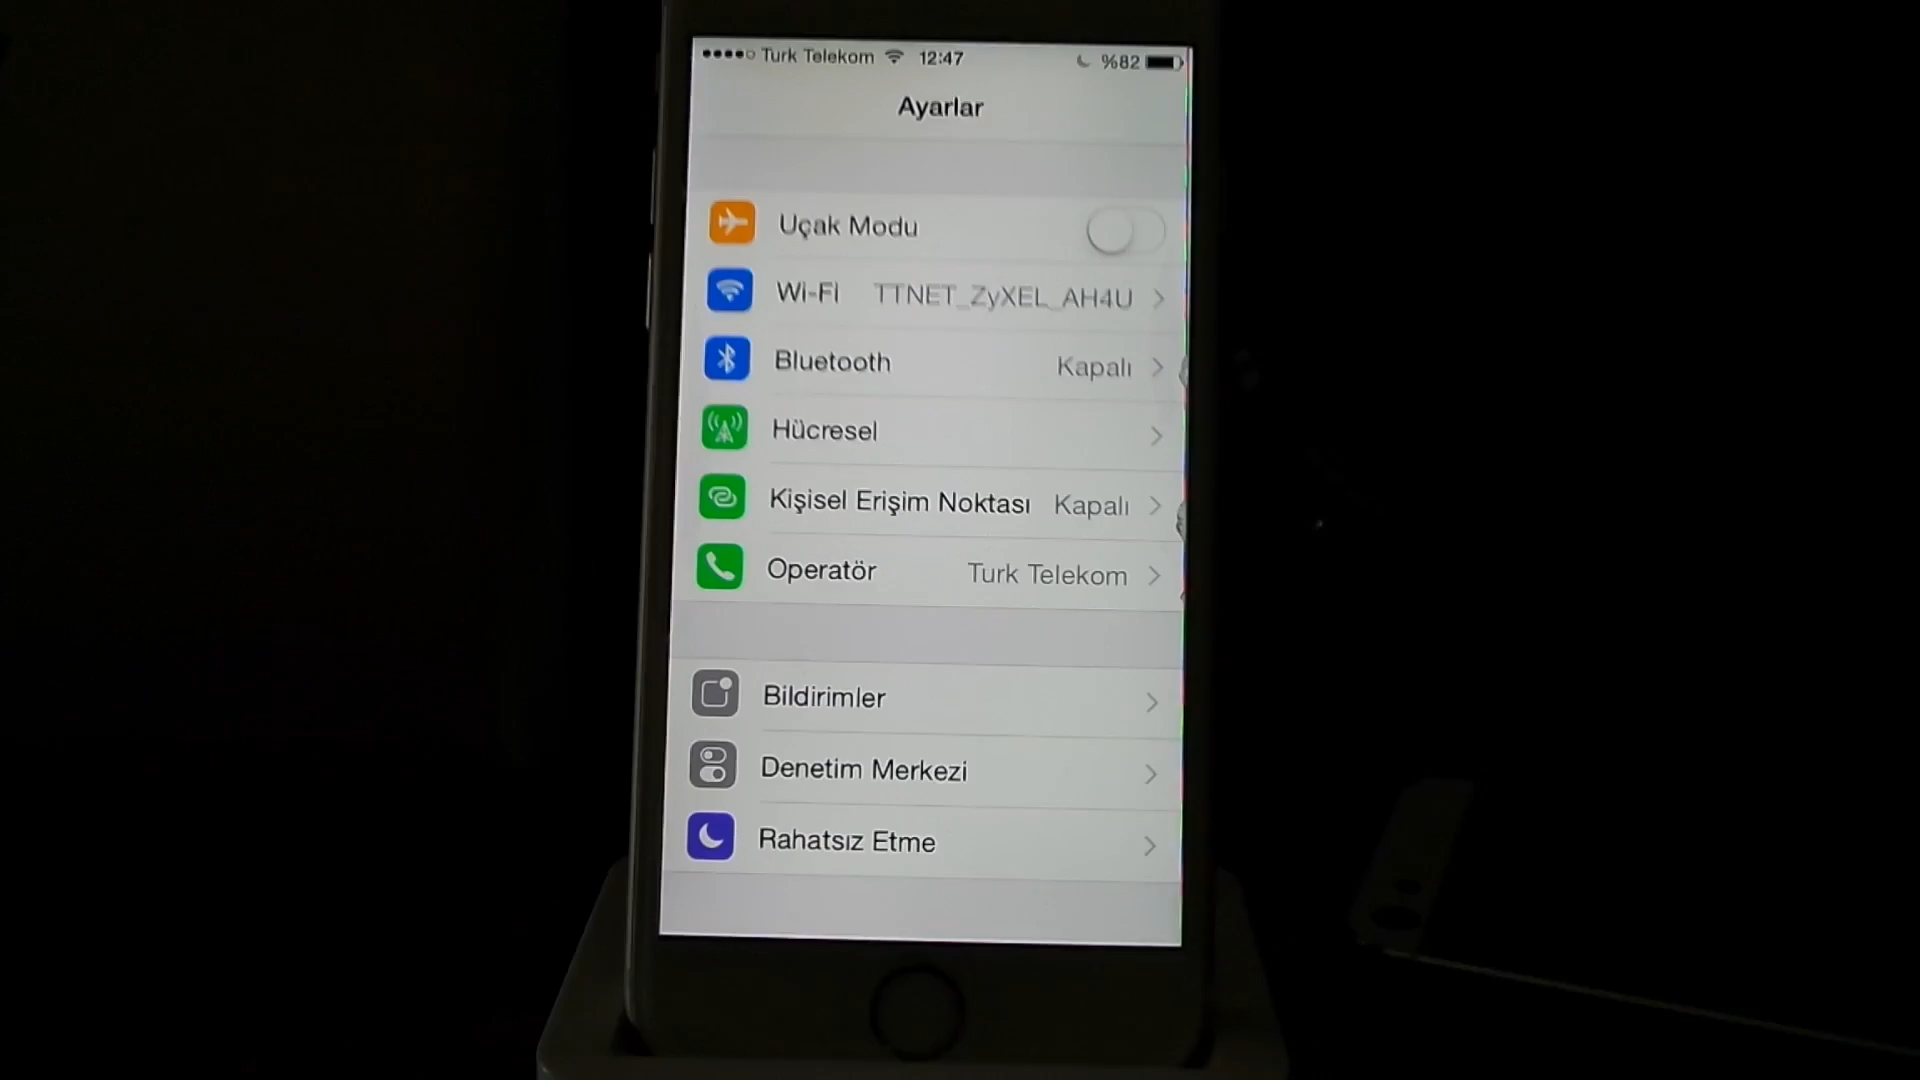 Turk Telekom 12:47 %82
Ayarlar
Uçak Modu
Wi-Fi TTNET_ZyXEL_AH4U
Bluetooth Kapalı
Hücresel
Kişisel Erişim Noktası Kapalı
Operatör Turk Telekom
Bildirimler
Denetim Merkezi
Rahatsız Etme